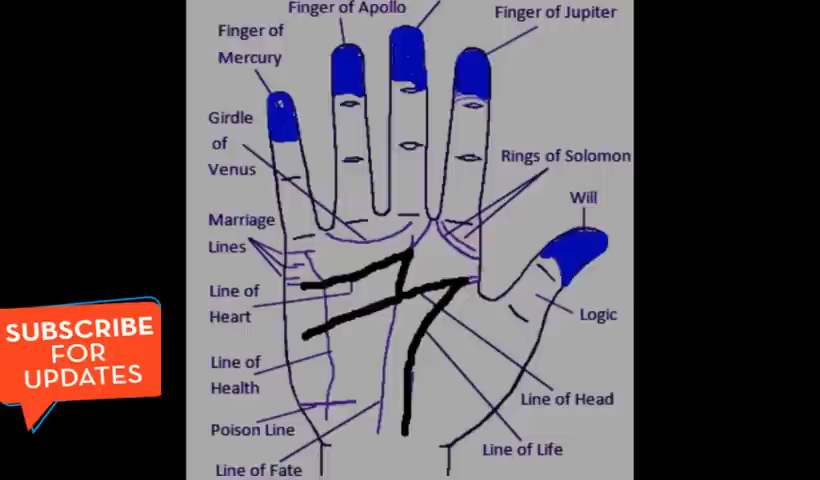 Finger of Apollo
Finger of Jupiter
Finger of
Mercury
Girdle
of
Venus
Rings of Solomon
Will
Marriage
Lines
Line of
Heart
Logic
SUBSCRIBE
FOR
UPDATES
Line of
Health
Line of Head
Poison Line
Line of Life
Line of Fate